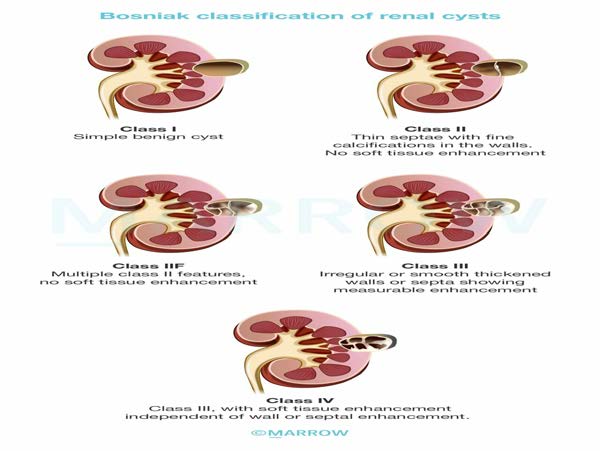 Bosniak classification of renal cysts
Class I
Simple benign cyst
Class II
Thin septae with fine
calcifications in the walls.
No soft tissue enhancement
MARROW
Class IIF
Multiple class II features,
no soft tissue enhancement
Class III
Irregular or smooth thickened
walls or septa showing
measurable enhancement
Class IV
Class III, with soft tissue enhancement
independent of wall or septal enhancement.
©MARROW